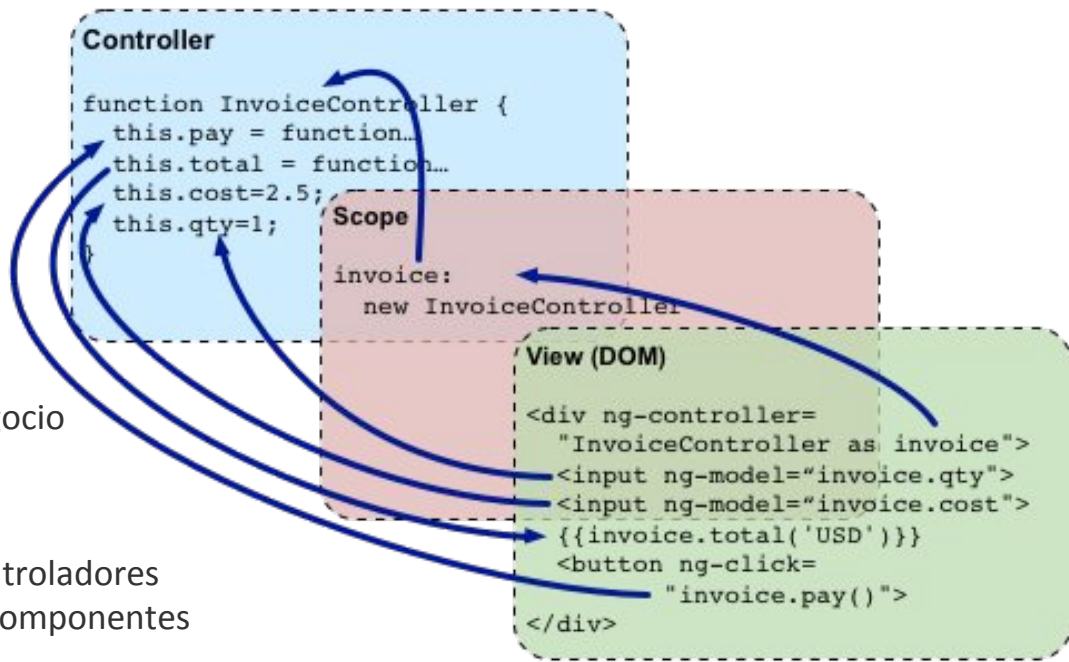 Controller
function InvoiceController {
this.pay = function…
this.total = function…
this.cost=2.5;
this.qty=1;
}
Scope
invoice:
new InvoiceController
View (DOM)
<div ng-controller=
"InvoiceController as invoice">
<input ng-model=“invoice.qty">
<input ng-model=“invoice.cost">
{{invoice.total('USD')}}
<button ng-click=
"invoice.pay()">
</div>
ocio
troladores
omponentes